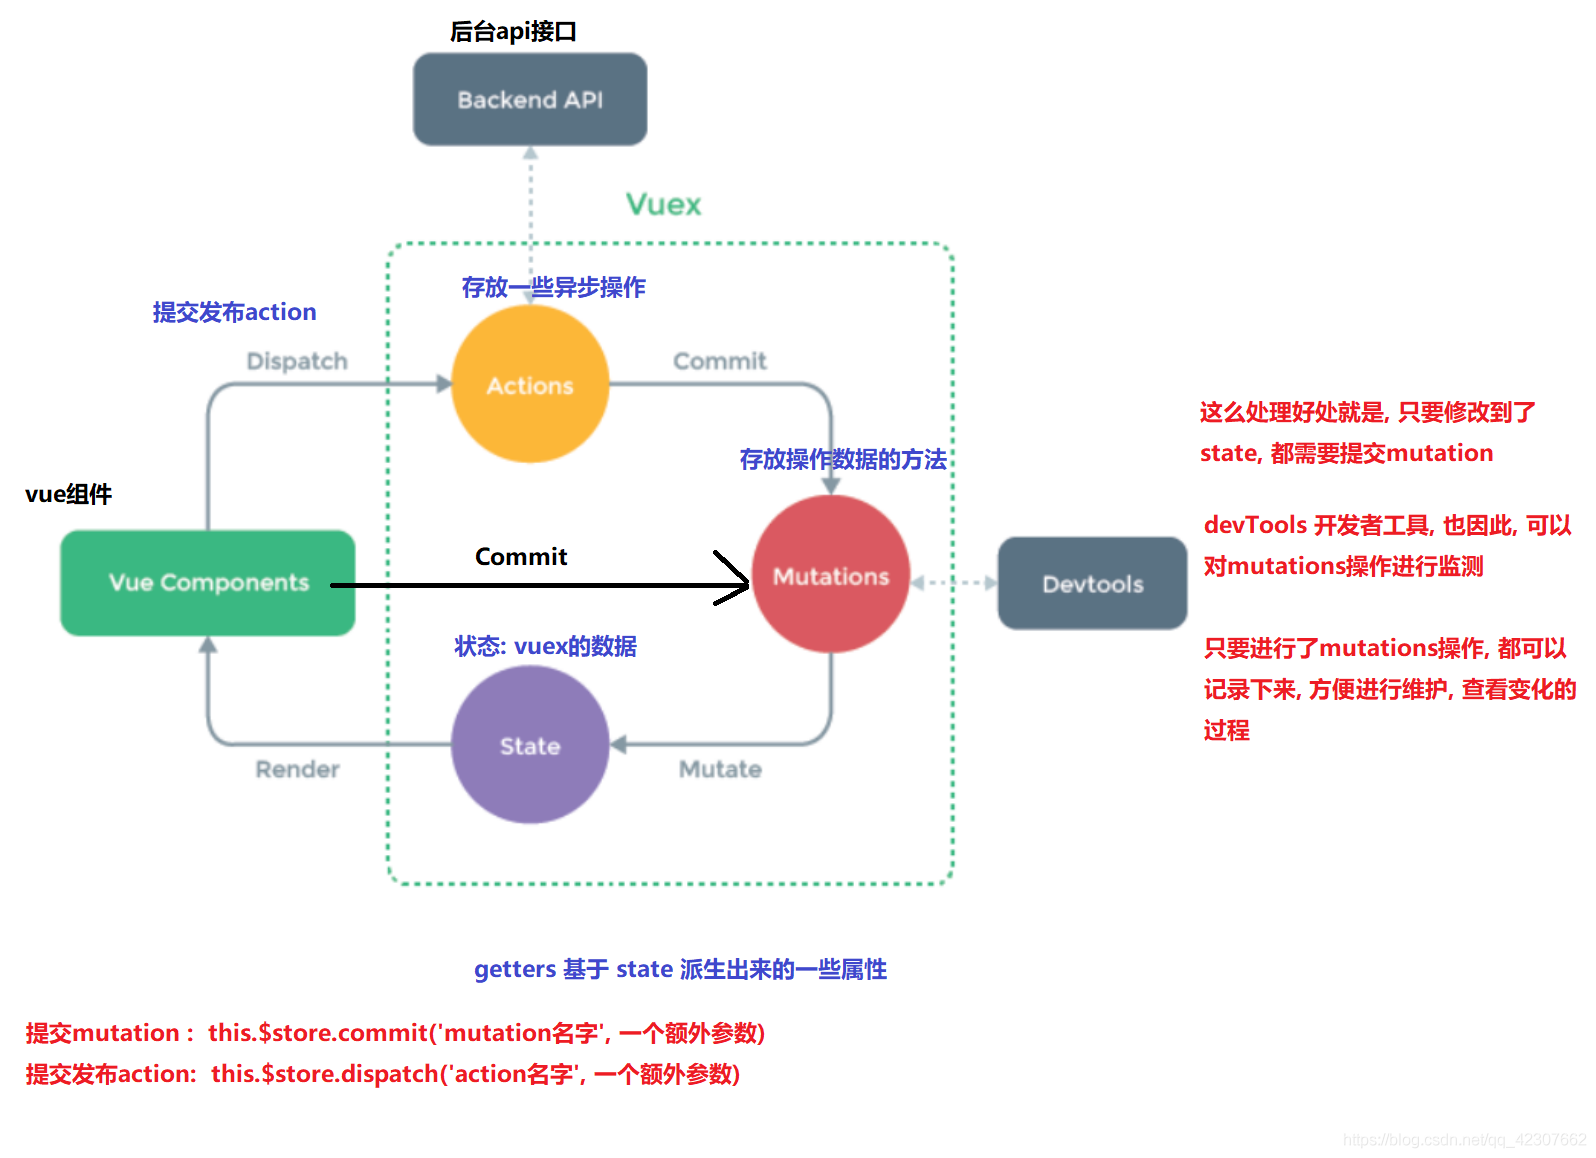 后台api接口
Backend API
Vuex
存放一些异步操作
提交发布action
Dispatch
Actions
Commit
这么处理好处就是, 只要修改到了
state, 都需要提交mutation
存放操作数据的方法
vue组件
devTools 开发者工具, 也因此, 可以
对mutations操作进行监测
Commit
Vue Components
Mutations
Devtools
状态: vuex的数据
只要进行了mutations操作, 都可以
记录下来, 方便进行维护, 查看变化的
过程
State
Render
Mutate
getters 基于 state 派生出来的一些属性
提交mutation : this.$store.commit('mutation名字', 一个额外参数)
提交发布action: this.$store.dispatch('action名字', 一个额外参数)
https://blog.csdn.net/qq_42307662